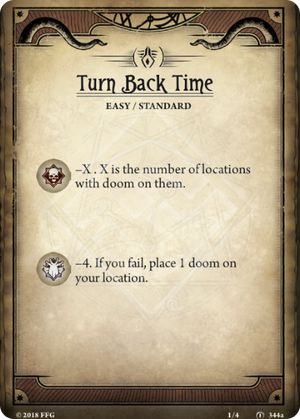 Turn Back Time
EASY / STANDARD
–X . X is the number of locations
with doom on them.
–4. If you fail, place 1 doom on
your location.
© 2018 FFG 1/4 344a